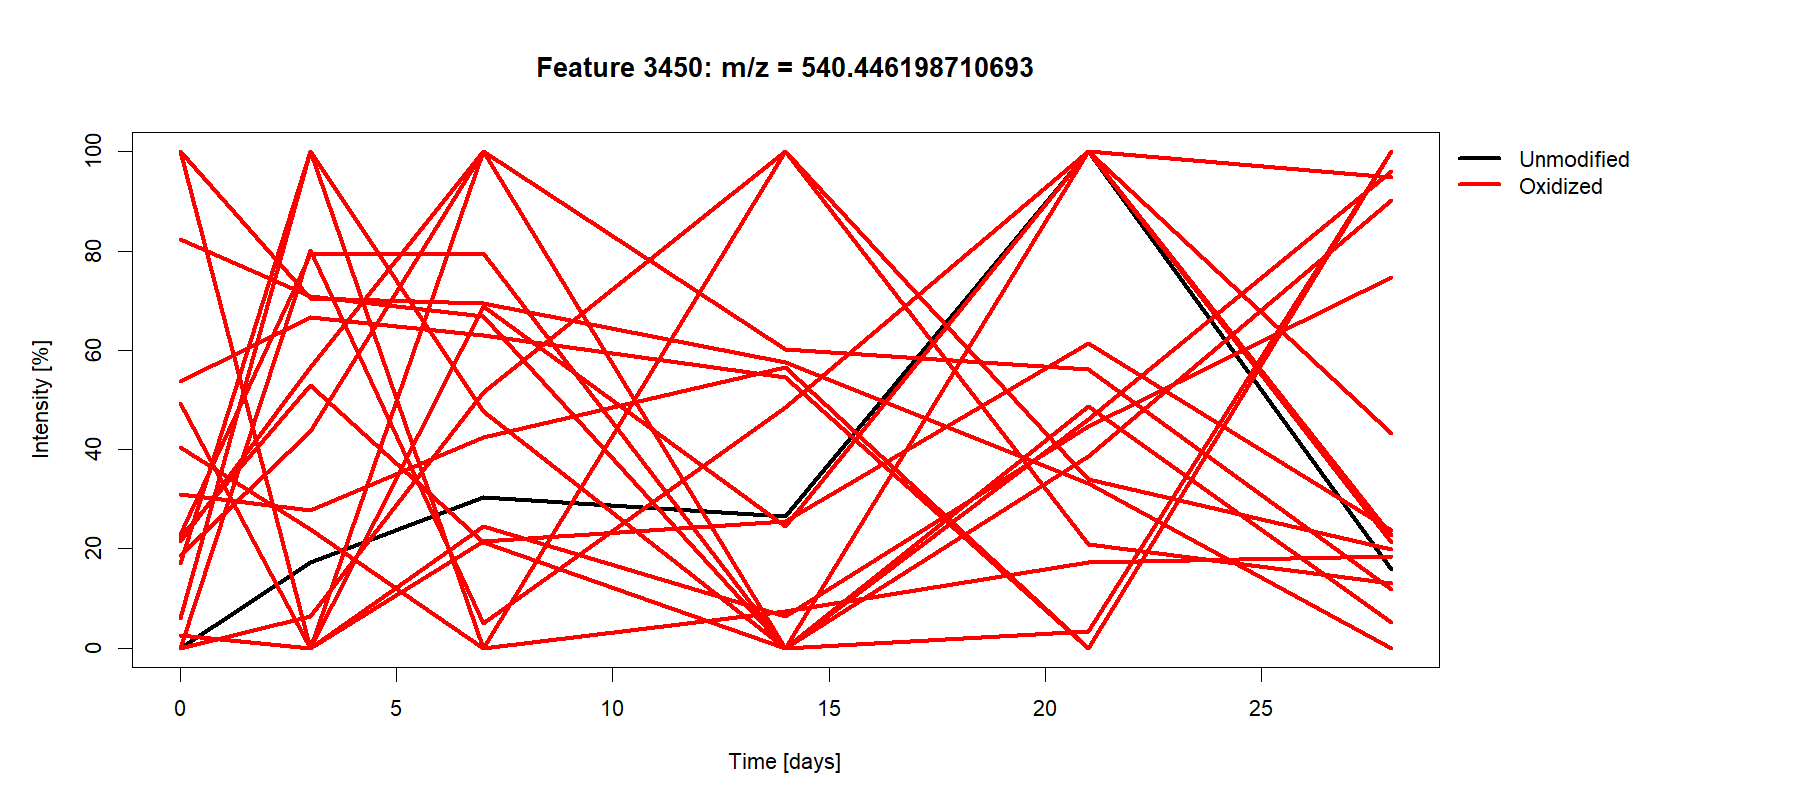 Feature 3450: m/z = 540.446198710693
Unmodified
Oxidized
Intensity [%]
100
80
60
40
20
0
0 5 10 15 20 25
Time [days]